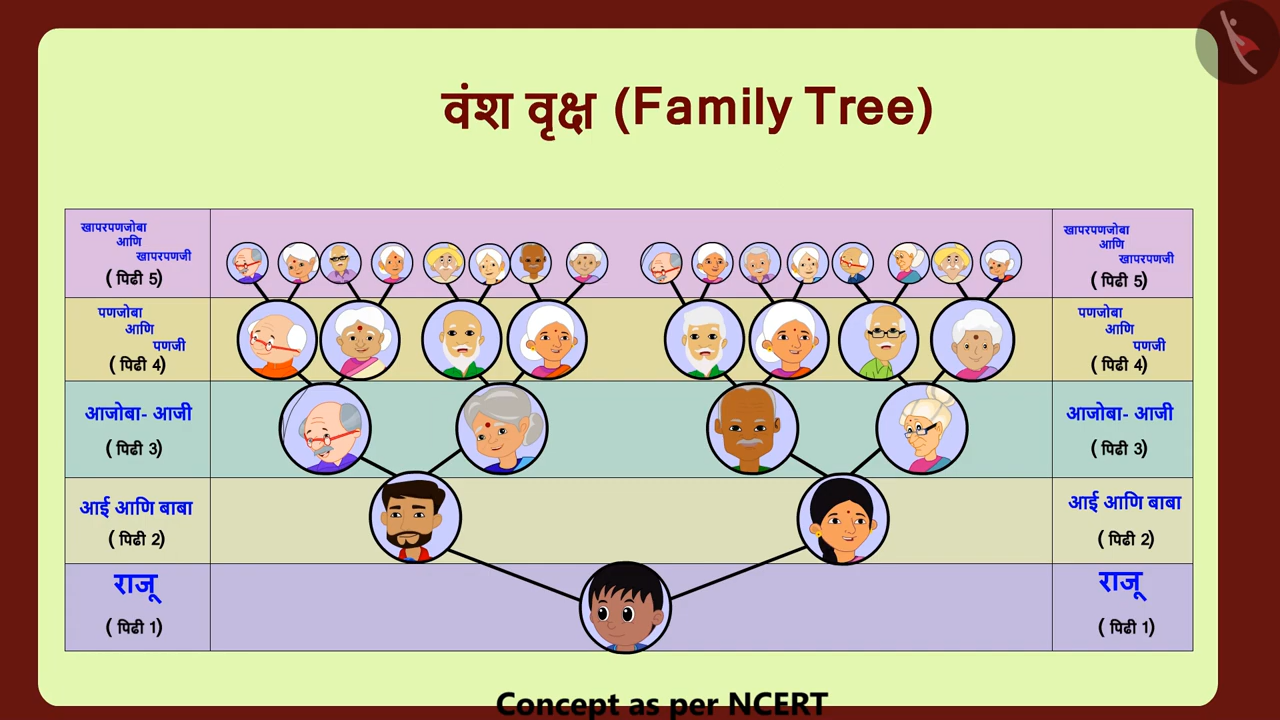 वंश वृक्ष (Family Tree)
खापरपणजोबा
आणि
खापरपणजी
( पिढी 5)
खापरपणजोबा
आणि
खापरपणजी
( पिढी 5)
पणजोबा
आणि
पणजी
( पिढी 4)
पणजोबा
आणि
पणजी
( पिढी 4)
आजोबा- आजी
( पिढी 3)
आजोबा- आजी
( पिढी 3)
आई आणि बाबा
( पिढी 2)
आई आणि बाबा
( पिढी 2)
राजू
( पिढी 1)
राजू
( पिढी 1)
Concept as per NCERT